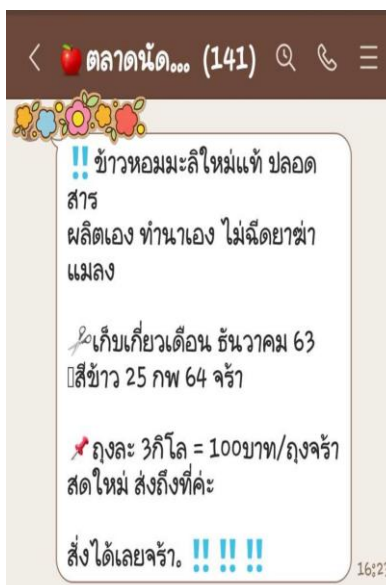 ตลาดนัด... (141)
‼ ข้าวหอมมะลิใหม่แท้ ปลอด
สาร
ผลิตเอง ทำนาเอง ไม่ฉีดยาฆ่า
แมลง
✂เก็บเกี่ยวเดือน ธันวาคม 63
▯สีข้าว 25 กพ 64 จร้า
📌ถุงละ 3กิโล = 100บาท/ถุงจร้า
สดใหม่ ส่งถึงที่ค่ะ
สั่งได้เลยจร้า. ‼ ‼ ‼